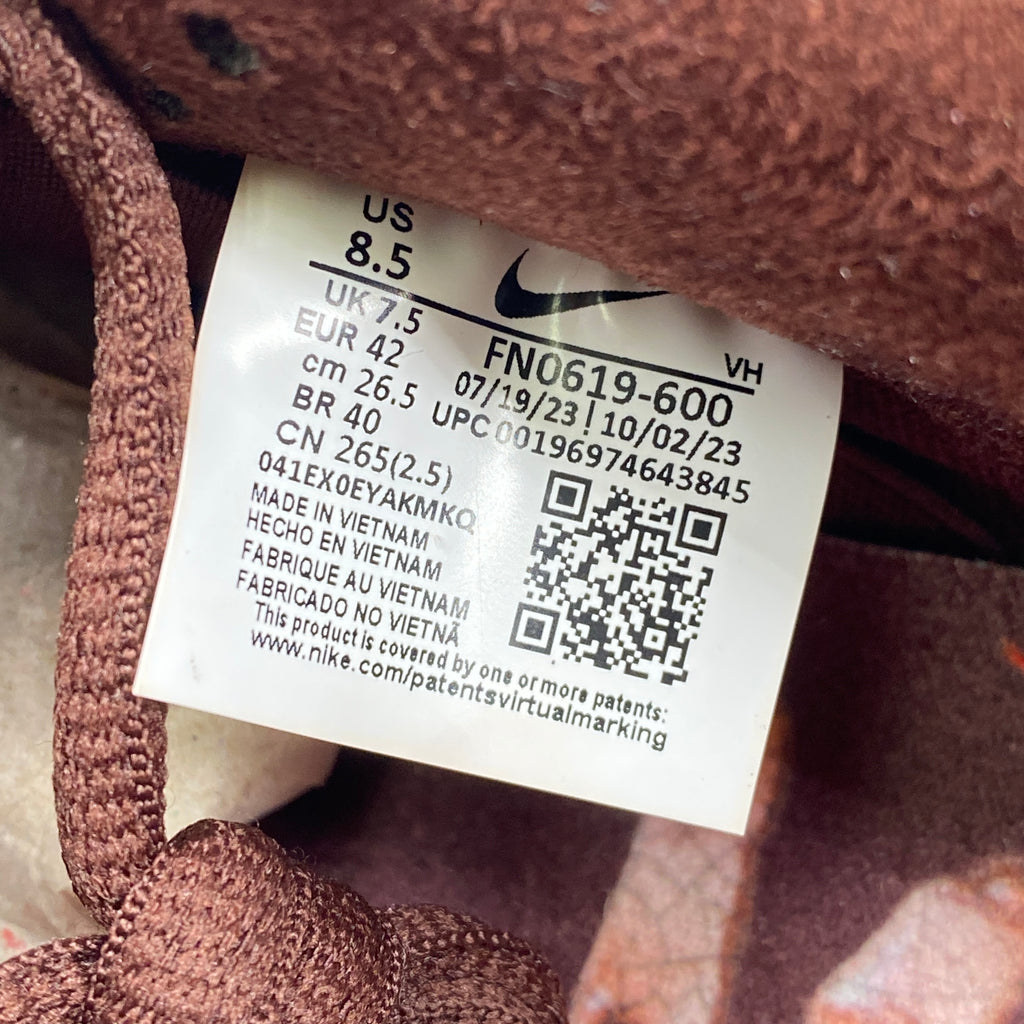 US
8.5
VH
UK 7.5
EUR 42
cm 26.5
BR 40
CN 265(2.5)
041EX0EYAKMKQ
FN0619-600
07/19/23 | 10/02/23
UPC 00196974643845
MADE IN VIETNAM
HECHO EN VIETNAM
FABRIQUE AU VIETNAM
FABRICADO NO VIETNÃ
This product is covered by one or more patents:
www.nike.com/patentsvirtualmarking